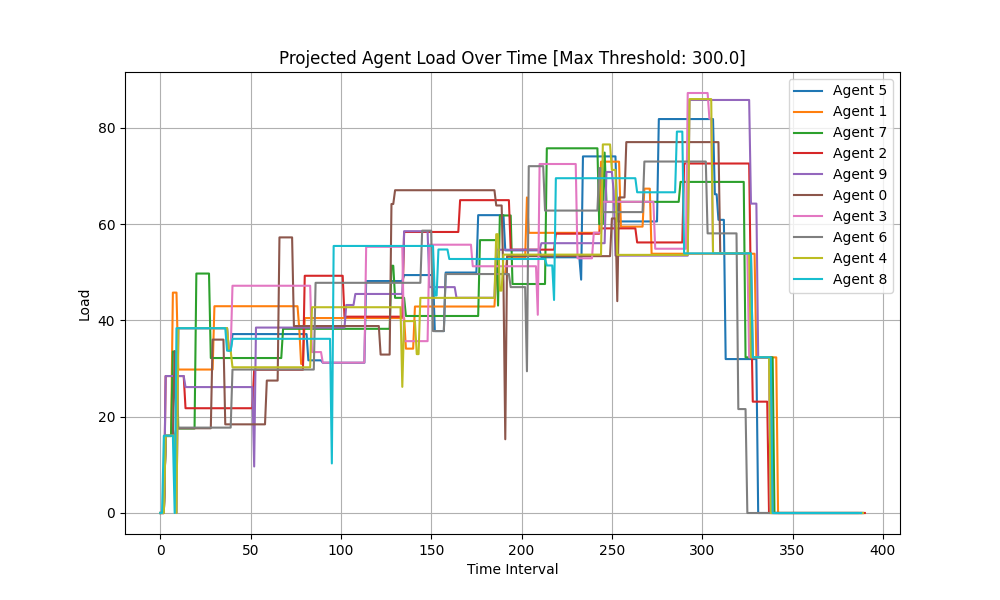 Projected Agent Load Over Time [Max Threshold: 300.0]
Load
80
60
40
20
0
0 50 100 150 200 250 300 350 400
Time Interval
Agent 5
Agent 1
Agent 7
Agent 2
Agent 9
Agent 0
Agent 3
Agent 6
Agent 4
Agent 8